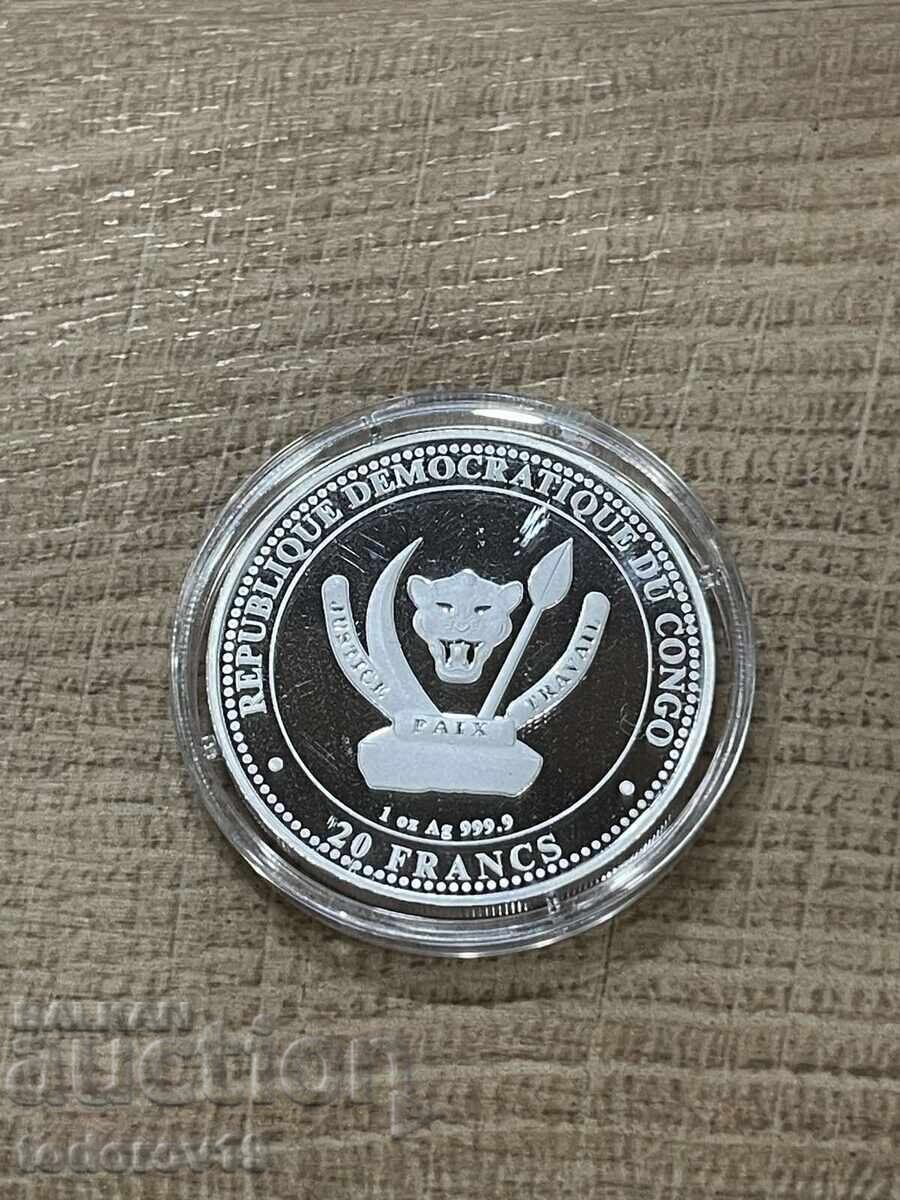 REPUBLIQUE DEMOCRATIQUE DU CONGO
JUSTICE
PAIX
TRAVAIL
1 oz Ag 999.9
20 FRANCS
BALKAN
auction
todorov18